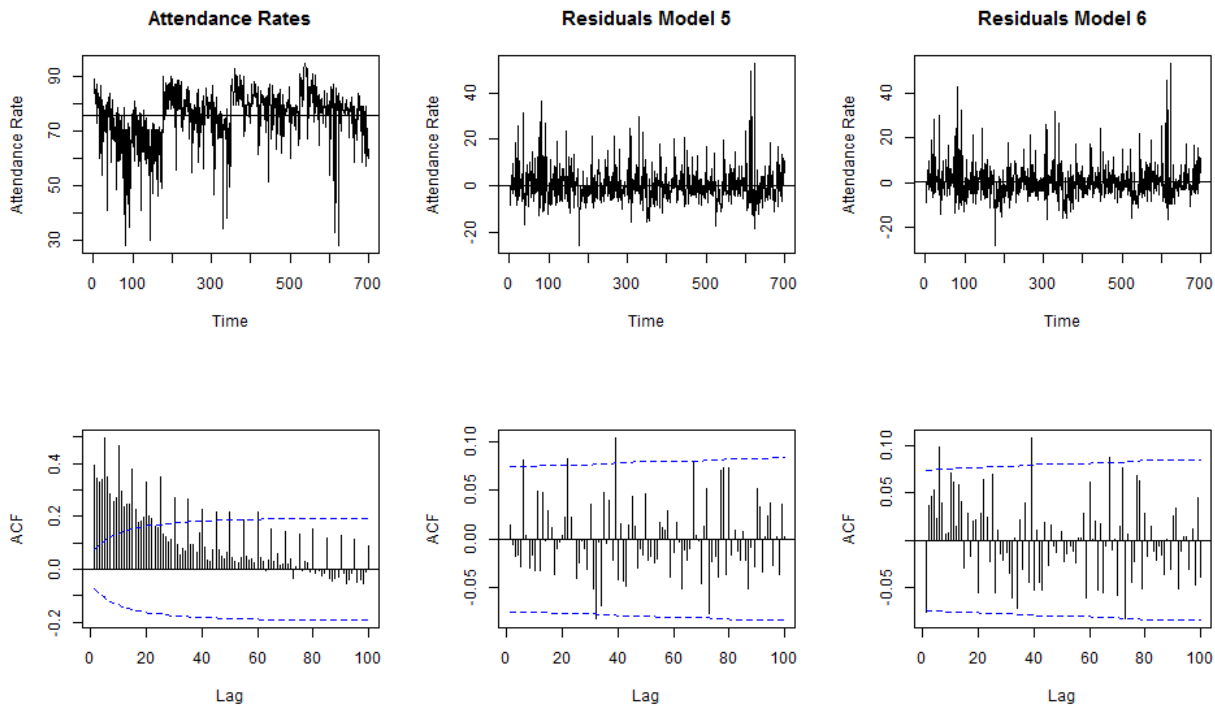 Attendance Rates
Attendance Rate
30 50 70 90
0 100 300 500 700
Time
Residuals Model 5
Attendance Rate
-20 0 20 40
0 100 300 500 700
Time
Residuals Model 6
Attendance Rate
-20 0 20 40
0 100 300 500 700
Time
ACF
-0.2 0.0 0.2 0.4
0 20 40 60 80 100
Lag
ACF
-0.05 0.00 0.05 0.10
0 20 40 60 80 100
Lag
ACF
-0.05 0.00 0.05 0.10
0 20 40 60 80 100
Lag